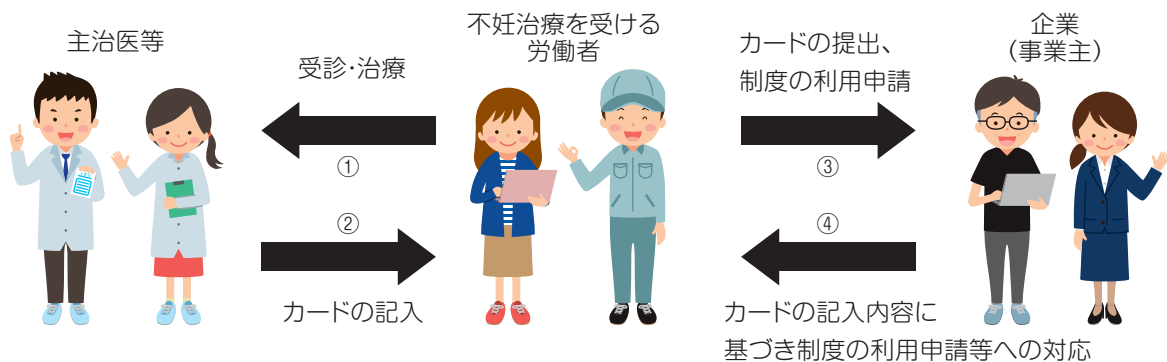 主治医等
不妊治療を受ける
労働者
企業
(事業主)
受診・治療
カードの提出、
制度の利用申請
①
③
②
④
カードの記入
カードの記入内容に
基づき制度の利用申請等への対応